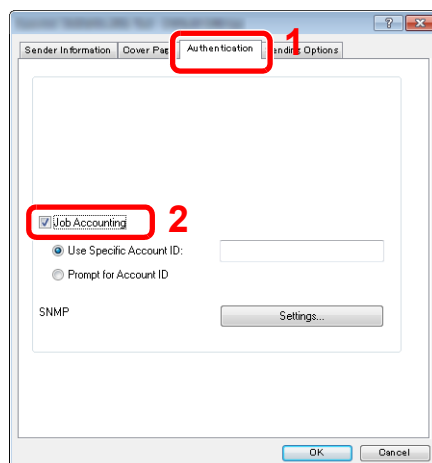 Sender Information Cover Pag Authentication ending Options
1
Job Accounting 2
Use Specific Account ID:
Prompt for Account ID
SNMP Settings...
OK Cancel